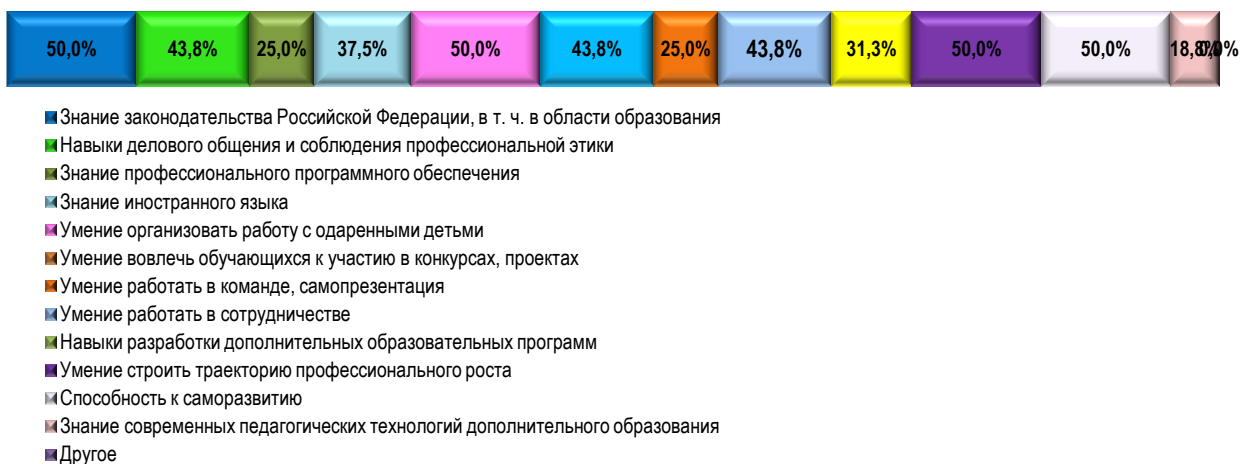 50,0% 43,8% 25,0% 37,5% 50,0% 43,8% 25,0% 43,8% 31,3% 50,0% 50,0% 18,8% 0,0%
Знание законодательства Российской Федерации, в т. ч. в области образования
Навыки делового общения и соблюдения профессиональной этики
Знание профессионального программного обеспечения
Знание иностранного языка
Умение организовать работу с одаренными детьми
Умение вовлечь обучающихся к участию в конкурсах, проектах
Умение работать в команде, самопрезентация
Умение работать в сотрудничестве
Навыки разработки дополнительных образовательных программ
Умение строить траекторию профессионального роста
Способность к саморазвитию
Знание современных педагогических технологий дополнительного образования
Другое